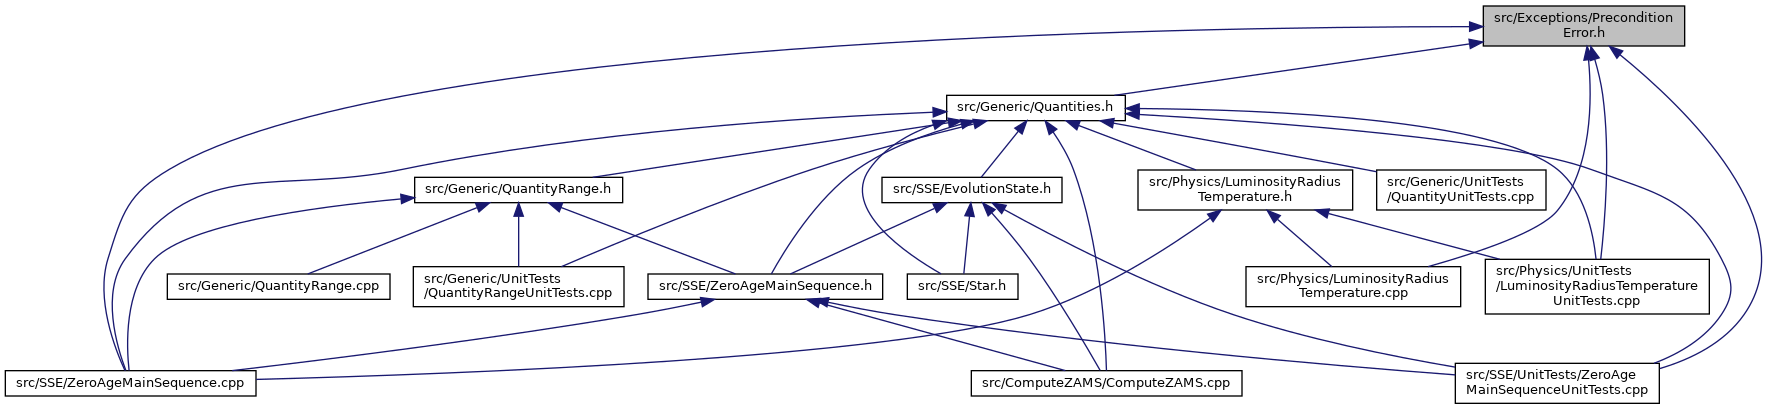 src/Exceptions/Precondition
Error.h
src/Generic/Quantities.h
src/Generic/QuantityRange.h
src/SSE/EvolutionState.h
src/Physics/LuminosityRadius
Temperature.h
src/Generic/UnitTests
/QuantityUnitTests.cpp
src/Generic/QuantityRange.cpp
src/Generic/UnitTests
/QuantityRangeUnitTests.cpp
src/SSE/ZeroAgeMainSequence.h
src/SSE/Star.h
src/Physics/LuminosityRadius
Temperature.cpp
src/Physics/UnitTests
/LuminosityRadiusTemperature
UnitTests.cpp
src/SSE/ZeroAgeMainSequence.cpp
src/ComputeZAMS/ComputeZAMS.cpp
src/SSE/UnitTests/ZeroAge
MainSequenceUnitTests.cpp